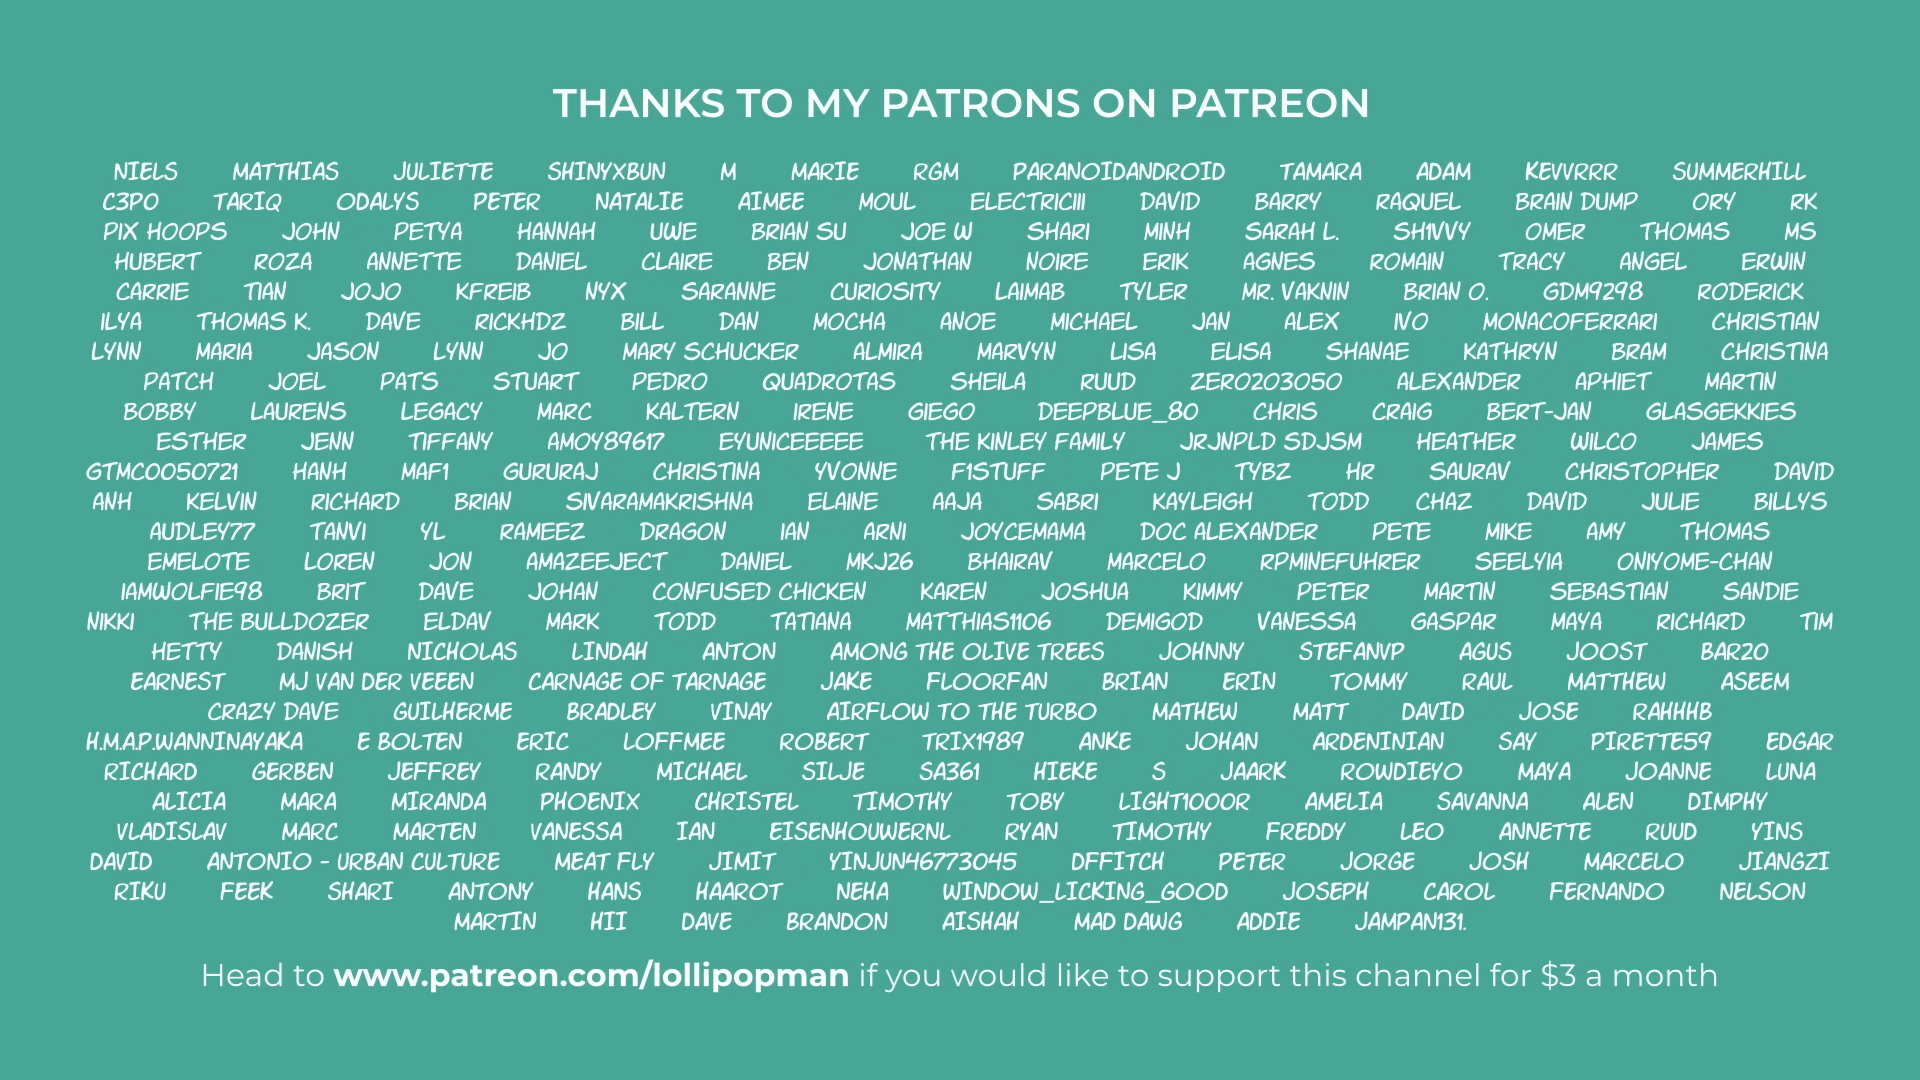 THANKS TO MY PATRONS ON PATREON
NIELS MATTHIAS JULIETTE SHINYXBUN M MARIE RGM PARANOIDANDROID TAMARA ADAM KEVVRRR SUMMERHILL
C3PO TARIQ ODALYS PETER NATALIE AIMEE MOUL ELECTRICIII DAVID BARRY RAQUEL BRAIN DUMP ORY RK
PIX HOOPS JOHN PETYA HANNAH UWE BRIAN SU JOE W SHARI MINH SARAH L. SH1VVY OMER THOMAS MS
HUBERT ROZA ANNETTE DANIEL CLAIRE BEN JONATHAN NOIRE ERIK AGNES ROMAIN TRACY ANGEL ERWIN
CARRIE TIAN JOJO KFREIB NYX SARANNE CURIOSITY LAIMAB TYLER MR. VAKNIN BRIAN O. GDM9298 RODERICK
ILYA THOMAS K. DAVE RICKHDZ BILL DAN MOCHA ANOE MICHAEL JAN ALEX IVO MONACOFERRARI CHRISTIAN
LYNN MARIA JASON LYNN JO MARY SCHUCKER ALMIRA MARVYN LISA ELISA SHANAE KATHRYN BRAM CHRISTINA
PATCH JOEL PATS STUART PEDRO QUADROTAS SHEILA RUUD ZERO203050 ALEXANDER APHIET MARTIN
BOBBY LAURENS LEGACY MARC KALTERN IRENE GIEGO DEEPBLUE_80 CHRIS CRAIG BERT-JAN GLASGEKKIES
ESTHER JENN TIFFANY AMOY89617 EYUNICEEEEE THE KINLEY FAMILY JRJNPLD SDJSM HEATHER WILCO JAMES
GTMC0050721 HANH MAF1 GURURAJ CHRISTINA YVONNE F1STUFF PETE J TYBZ HR SAURAV CHRISTOPHER DAVID
ANH KELVIN RICHARD BRIAN SIVARAMAKRISHNA ELAINE AAJA SABRI KAYLEIGH TODD CHAZ DAVID JULIE BILLYS
AUDLEY77 TANVI YL RAMEEZ DRAGON IAN ARNI JOYCEMAMA DOC ALEXANDER PETE MIKE AMY THOMAS
EMELOTE LOREN JON AMAZEEJECT DANIEL MKJ26 BHAIRAV MARCELO RPMINEFUHRER SEELYIA ONIYOME-CHAN
IAMWOLFIE98 BRIT DAVE JOHAN CONFUSED CHICKEN KAREN JOSHUA KIMMY PETER MARTIN SEBASTIAN SANDIE
NIKKI THE BULLDOZER ELDAV MARK TODD TATIANA MATTHIAS1106 DEMIGOD VANESSA GASPAR MAYA RICHARD TIM
HETTY DANISH NICHOLAS LINDAH ANTON AMONG THE OLIVE TREES JOHNNY STEFANVP AGUS JOOST BAR20
EARNEST MJ VAN DER VEEEN CARNAGE OF TARNAGE JAKE FLOORFAN BRIAN ERIN TOMMY RAUL MATTHEW ASEEM
CRAZY DAVE GUILHERME BRADLEY VINAY AIRFLOW TO THE TURBO MATHEW MATT DAVID JOSE RAHHHB
H.M.A.P.WANNINAYAKA E BOLTEN ERIC LOFFMEE ROBERT TRIX1989 ANKE JOHAN ARDENINIAN SAY PIRETTE59 EDGAR
RICHARD GERBEN JEFFREY RANDY MICHAEL SILJE SA361 HIEKE S JAARK ROWDIEYO MAYA JOANNE LUNA
ALICIA MARA MIRANDA PHOENIX CHRISTEL TIMOTHY TOBY LIGHT1000R AMELIA SAVANNA ALEN DIMPHY
VLADISLAV MARC MARTEN VANESSA IAN EISENHOUWERNL RYAN TIMOTHY FREDDY LEO ANNETTE RUUD YINS
DAVID ANTONIO - URBAN CULTURE MEAT FLY JIMIT YINJUN46773045 DFFITCH PETER JORGE JOSH MARCELO JIANGZI
RIKU FEEK SHARI ANTONY HANS HAAROT NEHA WINDOW_LICKING_GOOD JOSEPH CAROL FERNANDO NELSON
MARTIN HII DAVE BRANDON AISHAH MAD DAWG ADDIE JAMPAN131.
Head to www.patreon.com/lollipopman if you would like to support this channel for $3 a month